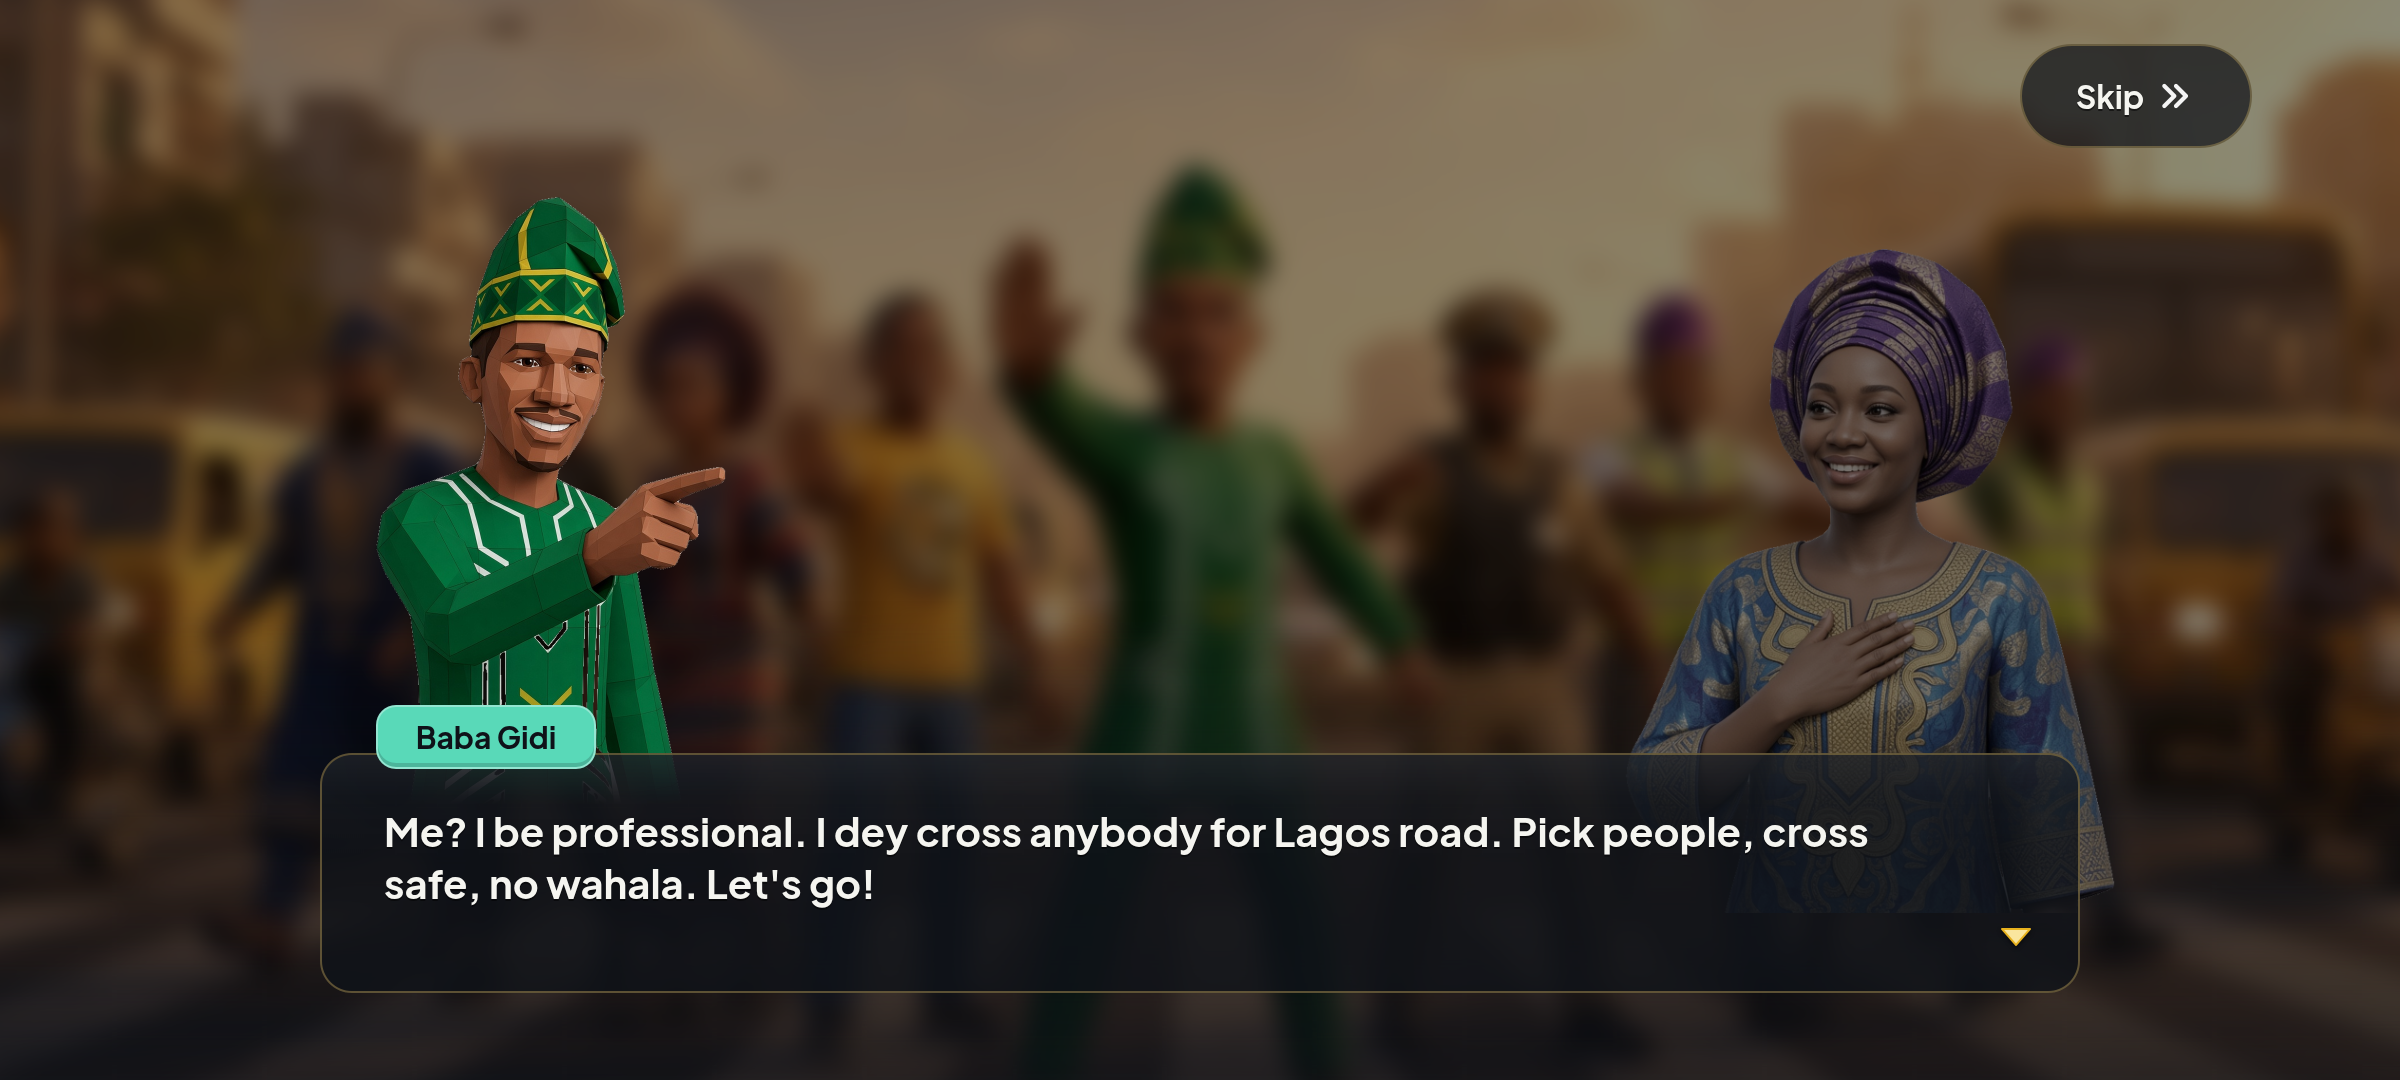 Skip
Baba Gidi
Me? I be professional. I dey cross anybody for Lagos road. Pick people, cross
safe, no wahala. Let's go!